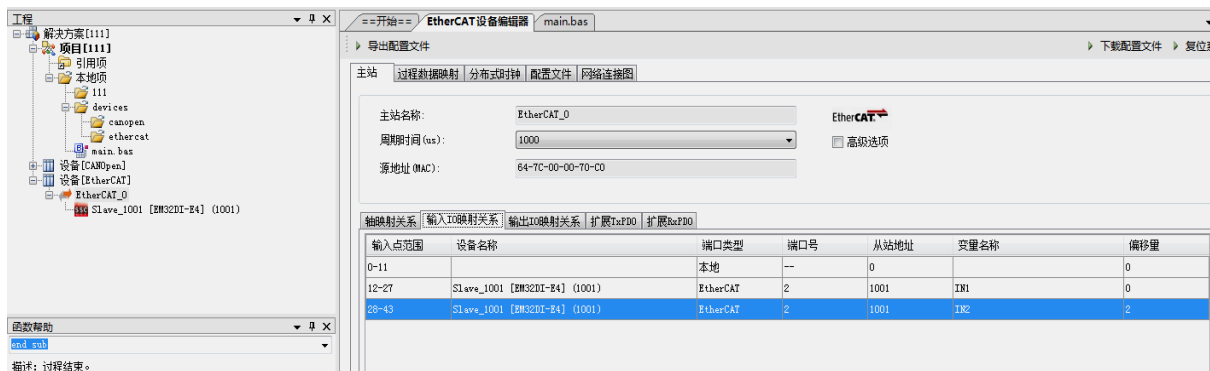 工程
解决方案[111]
项目[111]
引用项
本地项
111
devices
canopen
ethercat
main.bas
设备[CANOpen]
设备[EtherCAT]
EtherCAT_0
Slave_1001 [EM32DI-E4] (1001)
函数帮助
end sub
描述: 过程结束。
==开始== EtherCAT设备编辑器 main.bas
导出配置文件 下载配置文件
主站 过程数据映射 分布式时钟 配置文件 网络连接图
主站名称: EtherCAT_0 EtherCAT
周期时间(us): 1000 高级选项
源地址(MAC): 64-7C-00-00-70-C0
轴映射关系 输入IO映射关系 输出IO映射关系 扩展TxPDO 扩展RxPDO
输入点范围 设备名称 端口类型 端口号 从站地址 变量名称 偏移量
0-11 本地 -- 0 0
12-27 Slave_1001 [EM32DI-E4] (1001) EtherCAT 2 1001 IN1 0
28-43 Slave_1001 [EM32DI-E4] (1001) EtherCAT 2 1001 IN2 2